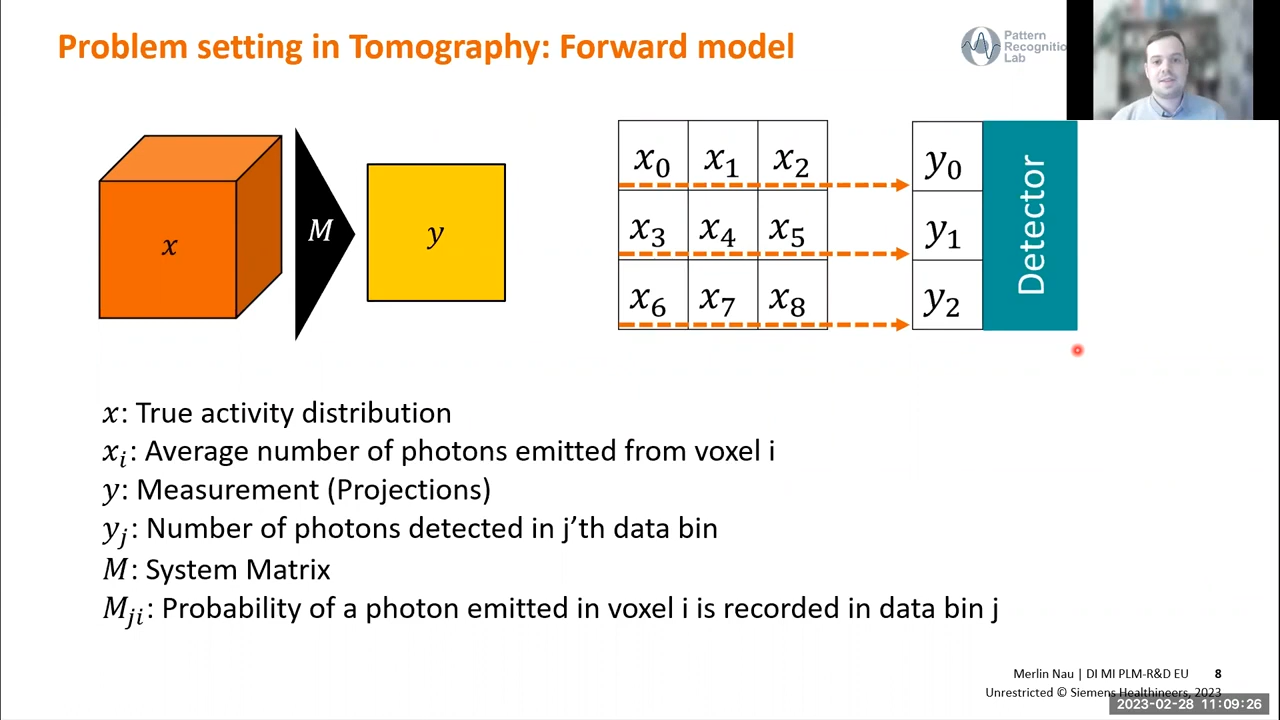 Problem setting in Tomography: Forward model
Pattern
Recognitio
Lab
x
M
y
x₀ x₁ x₂
x₃ x₄ x₅
x₆ x₇ x₈
y₀
y₁
y₂
Detector
x: True activity distribution
xᵢ: Average number of photons emitted from voxel i
y: Measurement (Projections)
yⱼ: Number of photons detected in j’th data bin
M: System Matrix
Mⱼᵢ: Probability of a photon emitted in voxel i is recorded in data bin j
Merlin Nau | DI MI PLM-R&D EU 8
Unrestricted © Siemens Healthineers, 2023
2023-02-28 11:09:26